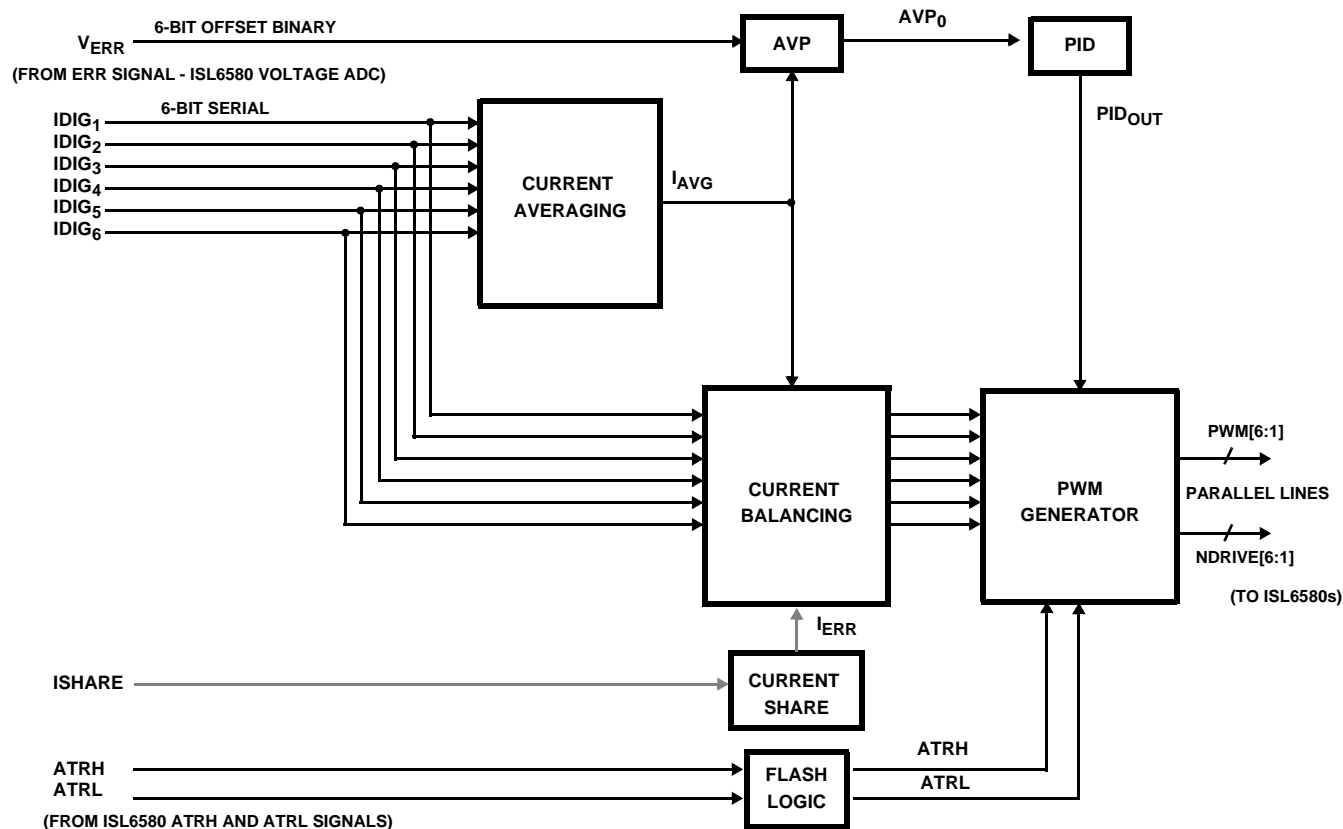 6-BIT OFFSET BINARY
VERR
(FROM ERR SIGNAL - ISL6580 VOLTAGE ADC)
AVP
AVP0
PID
PIDOUT
6-BIT SERIAL
IDIG1
IDIG2
IDIG3
IDIG4
IDIG5
IDIG6
CURRENT
AVERAGING
IAVG
CURRENT
BALANCING
PWM
GENERATOR
PWM[6:1]
PARALLEL LINES
NDRIVE[6:1]
(TO ISL6580s)
IERR
ISHARE
CURRENT
SHARE
ATRH
ATRL
(FROM ISL6580 ATRH AND ATRL SIGNALS)
FLASH
LOGIC
ATRH
ATRL